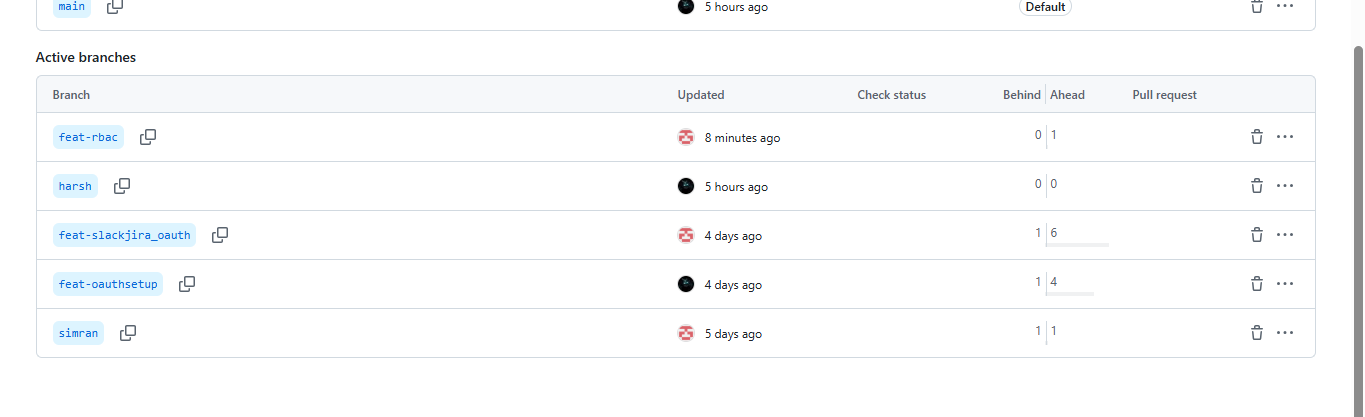 main 5 hours ago Default
Active branches
Branch Updated Check status Behind Ahead Pull request
feat-rbac 8 minutes ago 0 1
harsh 5 hours ago 0 0
feat-slackjira_oauth 4 days ago 1 6
feat-oauthsetup 4 days ago 1 4
simran 5 days ago 1 1